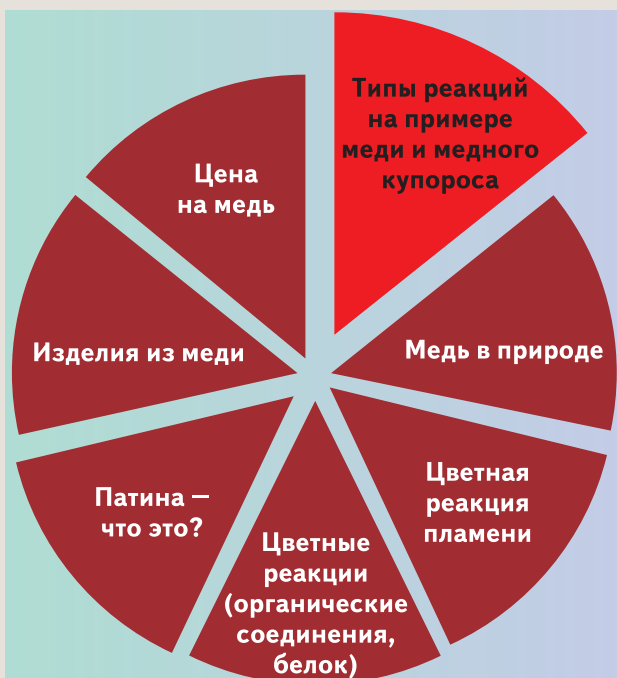 Типы реакций
на примере
меди и медного
купороса
Медь в природе
Цветная
реакция
пламени
Цветные
реакции
(органические
соединения,
белок)
Патина —
что это?
Изделия из меди
Цена
на медь